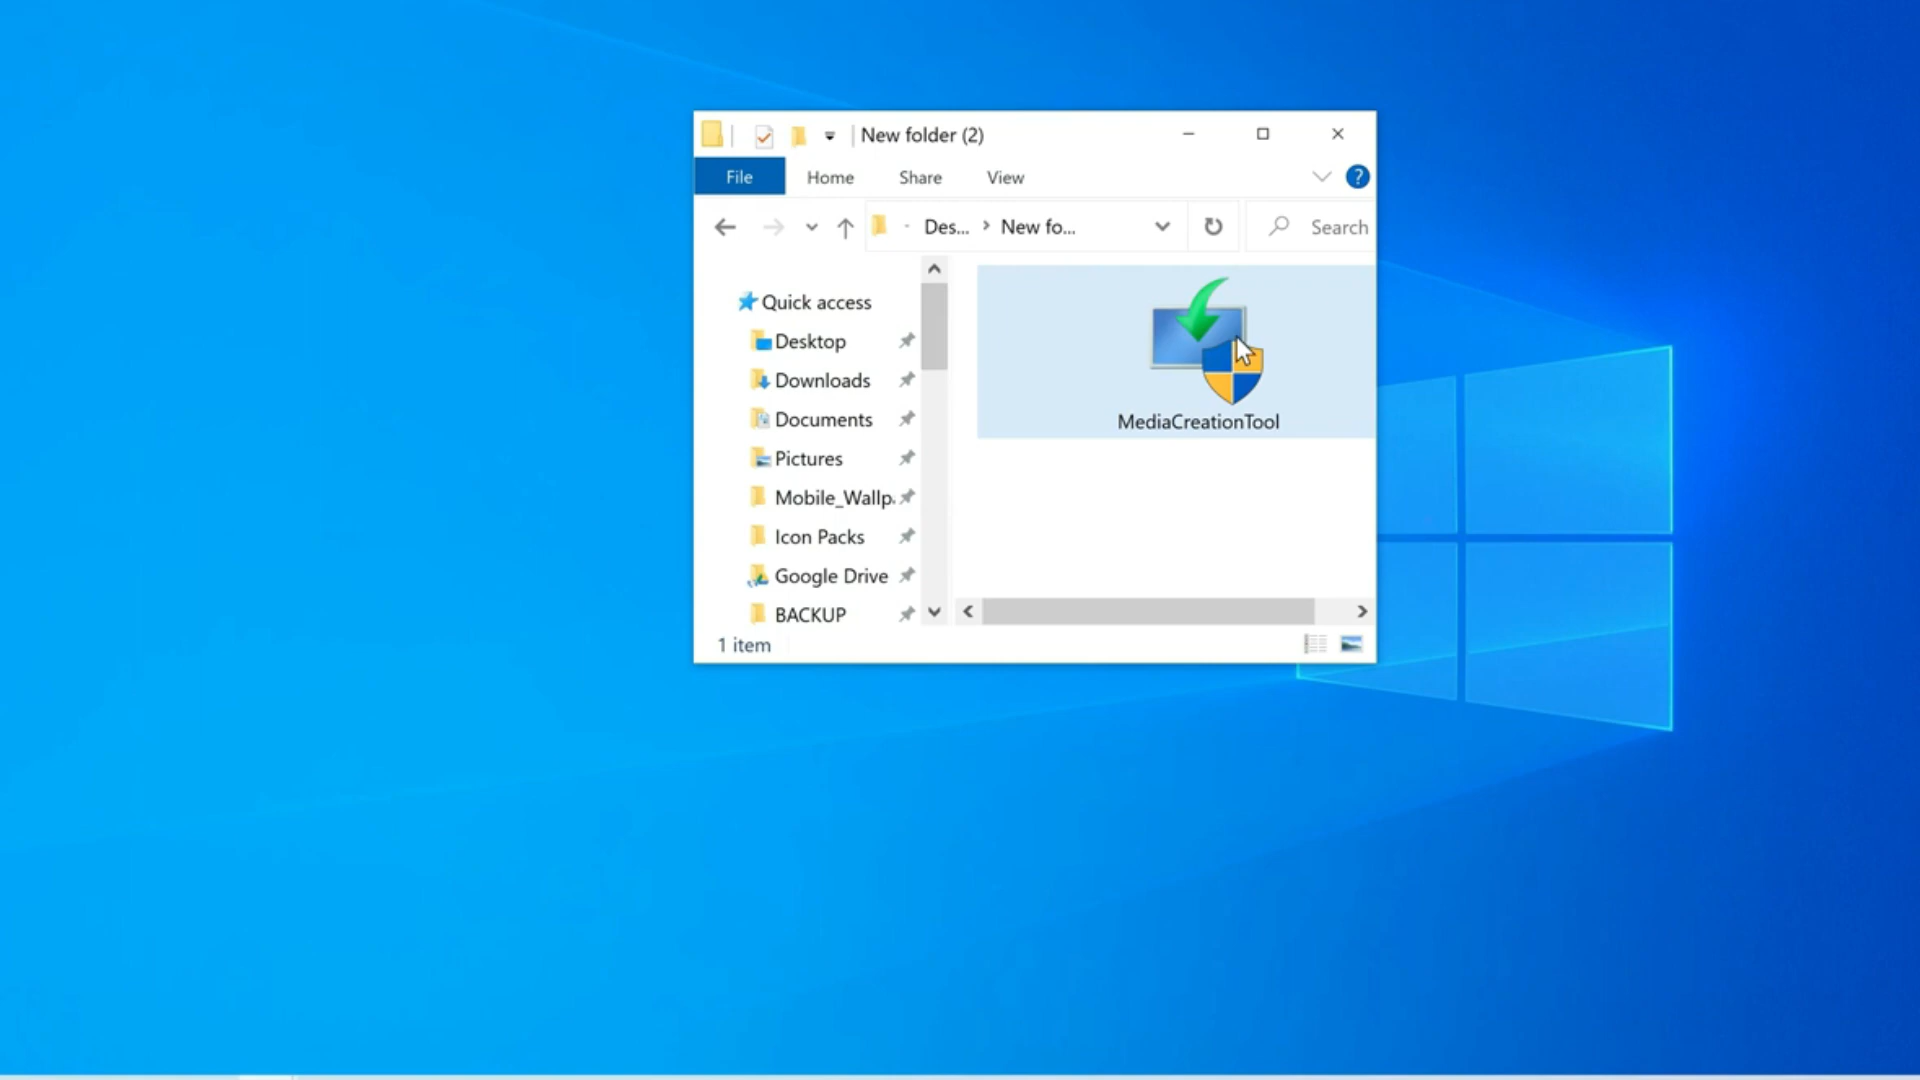 New folder (2)
File Home Share View
?
Des... New fo... Search
Quick access
Desktop
Downloads
Documents
Pictures
Mobile_Wallp
Icon Packs
Google Drive
BACKUP
MediaCreationTool
1 item